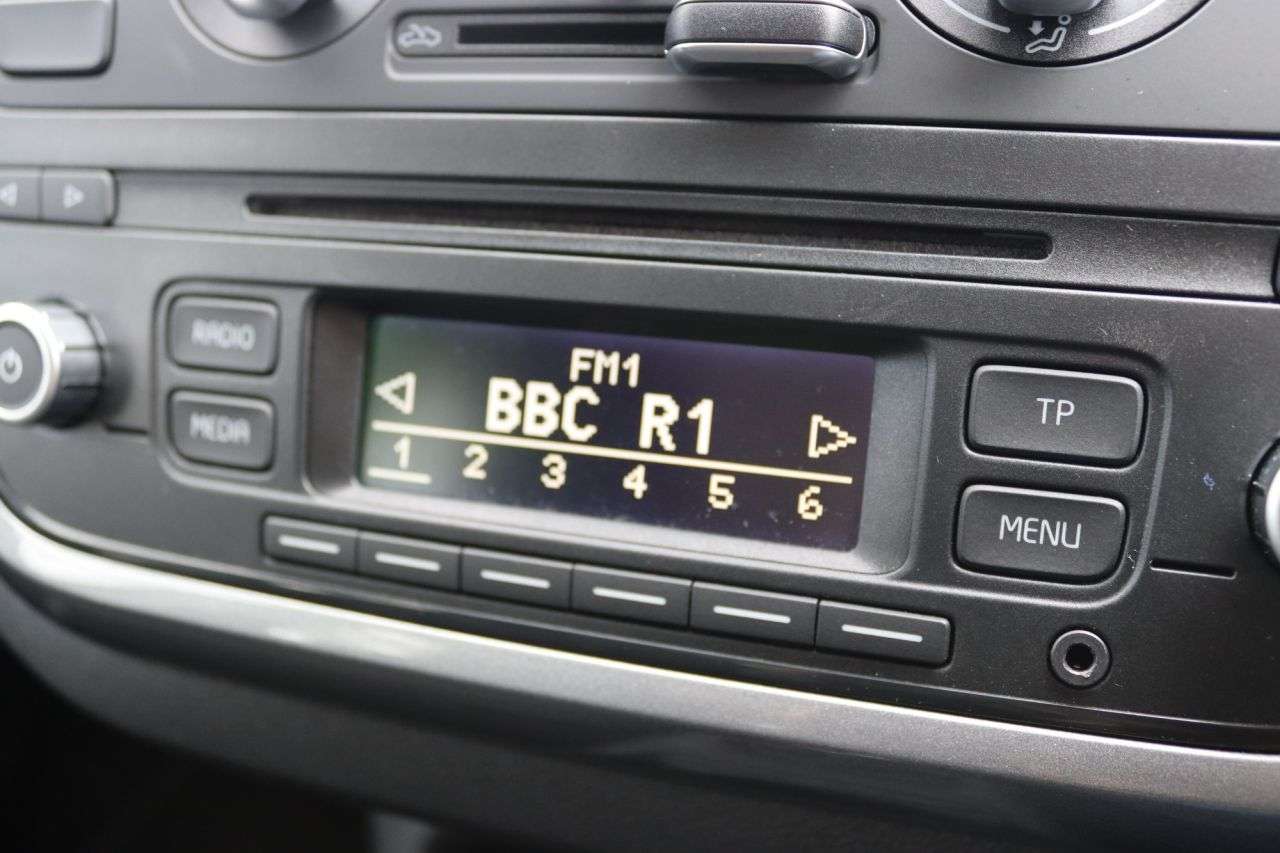 RADIO
MEDIA
FM1
BBC R1
1 2 3 4 5 6
TP
MENU